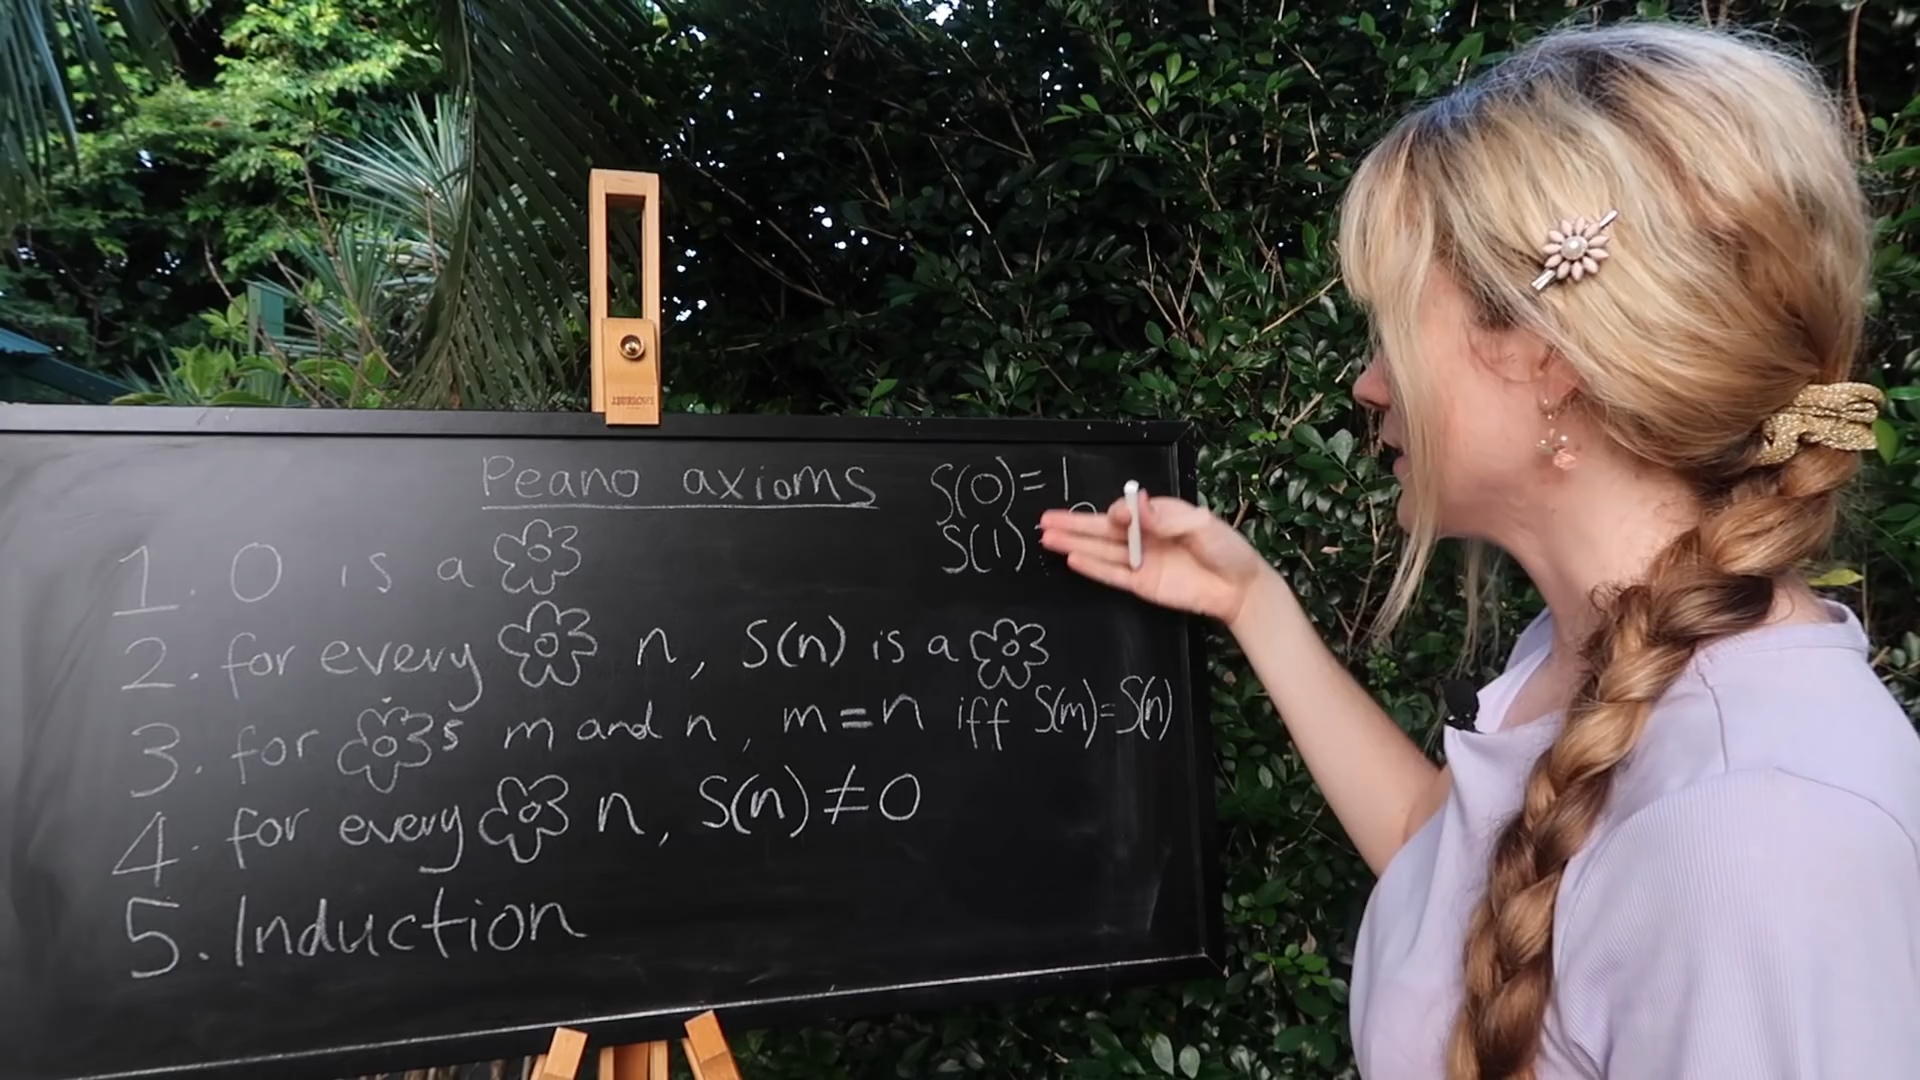 Peano axioms
S(0)=1
S(1)
1. 0 is a
2. for every n, S(n) is a
3. for s m and n, m=n iff S(m)=S(n)
4. for every n, S(n)≠0
5. Induction